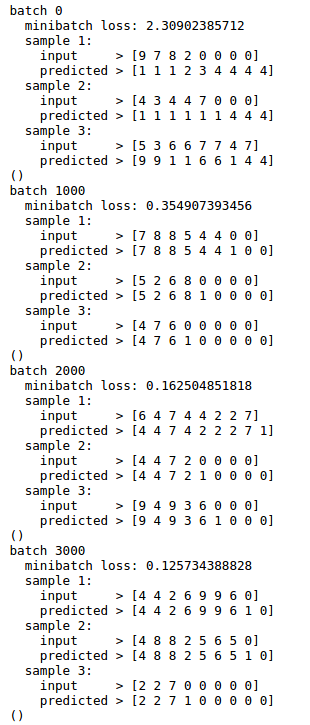 batch 0
  minibatch loss: 2.30902385712
  sample 1:
    input     > [9 7 8 2 0 0 0 0]
    predicted > [1 1 1 2 3 4 4 4 4]
  sample 2:
    input     > [4 3 4 4 7 0 0 0]
    predicted > [1 1 1 1 1 1 4 4 4]
  sample 3:
    input     > [5 3 6 6 7 7 4 7]
    predicted > [9 9 1 1 6 6 1 4 4]
()
batch 1000
  minibatch loss: 0.354907393456
  sample 1:
    input     > [7 8 8 5 4 4 0 0]
    predicted > [7 8 8 5 4 4 1 0 0]
  sample 2:
    input     > [5 2 6 8 0 0 0 0]
    predicted > [5 2 6 8 1 0 0 0 0]
  sample 3:
    input     > [4 7 6 0 0 0 0 0]
    predicted > [4 7 6 1 0 0 0 0 0]
()
batch 2000
  minibatch loss: 0.162504851818
  sample 1:
    input     > [6 4 7 4 4 2 2 7]
    predicted > [4 4 7 4 2 2 2 7 1]
  sample 2:
    input     > [4 4 7 2 0 0 0 0]
    predicted > [4 4 7 2 1 0 0 0 0]
  sample 3:
    input     > [9 4 9 3 6 0 0 0]
    predicted > [9 4 9 3 6 1 0 0 0]
()
batch 3000
  minibatch loss: 0.125734388828
  sample 1:
    input     > [4 4 2 6 9 9 6 0]
    predicted > [4 4 2 6 9 9 6 1 0]
  sample 2:
    input     > [4 8 8 2 5 6 5 0]
    predicted > [4 8 8 2 5 6 5 1 0]
  sample 3:
    input     > [2 2 7 0 0 0 0 0]
    predicted > [2 2 7 1 0 0 0 0 0]
()